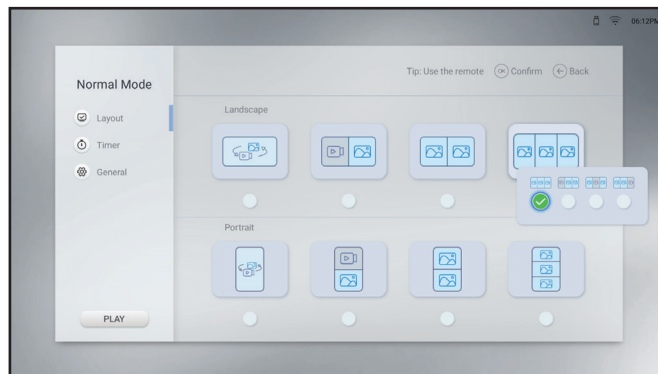 06:12PM
Normal Mode
Tip: Use the remote OK Confirm Back
Layout
Timer
General
Landscape
Portrait
PLAY